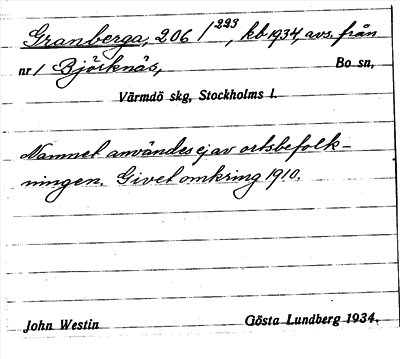 Granberga, 206/293, kb 1934, avs. från
nr 1 Björknäs, Bo sn,
Värmdö skg, Stockholms l.
Namnet användes ej av ortsbefolk-
ningen. Givet omkring 1910.
John Westin Gösta Lundberg 1934.